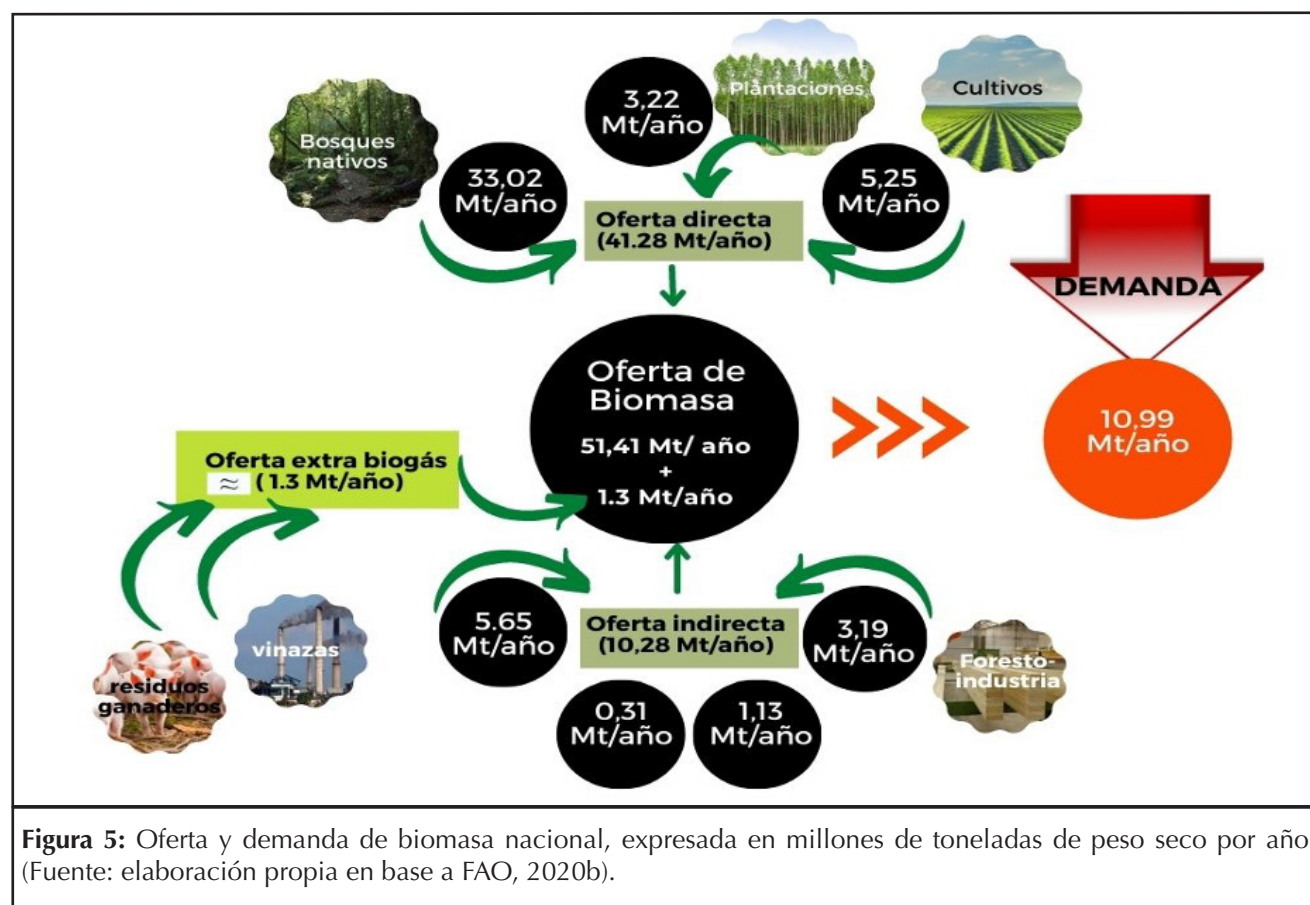 3,22
Mt/año
Plantaciones
Cultivos
Bosques
nativos
33,02
Mt/año
5,25
Mt/año
Oferta directa
(41.28 Mt/año)
DEMANDA
Oferta de
Biomasa
51,41 Mt/ año
+
1.3 Mt/año
10,99
Mt/año
Oferta extra biogás
≈ (1.3 Mt/año)
5.65
Mt/año
Oferta indirecta
(10,28 Mt/año)
3,19
Mt/año
vinazas
residuos
ganaderos
Foresto-
industria
0,31
Mt/año
1,13
Mt/año
Figura 5: Oferta y demanda de biomasa nacional, expresada en millones de toneladas de peso seco por año
(Fuente: elaboración propia en base a FAO, 2020b).